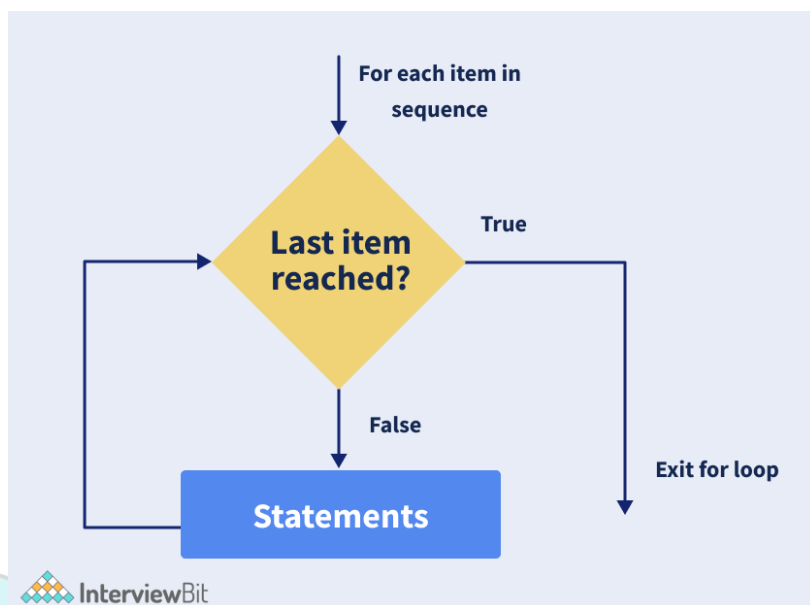 For each item in
sequence
True
Last item
reached?
False
Exit for loop
Statements
InterviewBit